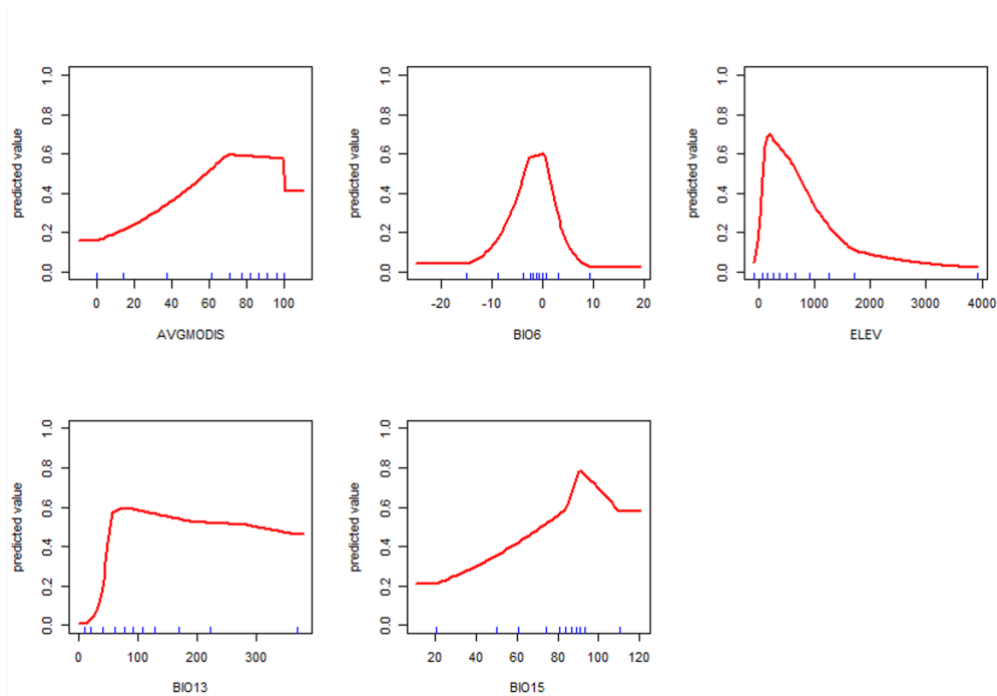 predicted value
0.0 0.2 0.4 0.6 0.8 1.0
0 20 40 60 80 100
AVGMODIS
predicted value
0.0 0.2 0.4 0.6 0.8 1.0
-20 -10 0 10 20
BIO6
predicted value
0.0 0.2 0.4 0.6 0.8 1.0
0 1000 2000 3000 4000
ELEV
predicted value
0.0 0.2 0.4 0.6 0.8 1.0
0 100 200 300
BIO13
predicted value
0.0 0.2 0.4 0.6 0.8 1.0
20 40 60 80 100 120
BIO15